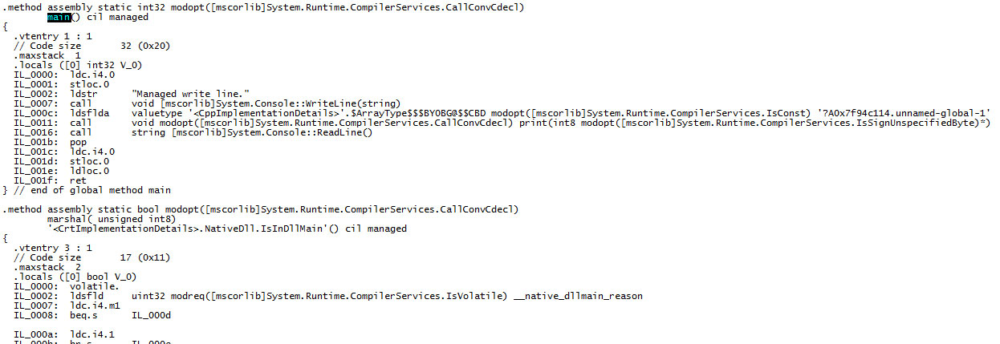 .method assembly static int32 modopt([mscorlib]System.Runtime.CompilerServices.CallConvCdecl)
        main() cil managed
{
  .vtentry 1 : 1
  // Code size       32 (0x20)
  .maxstack  1
  .locals ([0] int32 V_0)
  IL_0000:  ldc.i4.0
  IL_0001:  stloc.0
  IL_0002:  ldstr      "Managed write line."
  IL_0007:  call       void [mscorlib]System.Console::WriteLine(string)
  IL_000c:  ldsflda    valuetype '<CppImplementationDetails>'.$ArrayType$$$BY0BG@$$CBD modopt([mscorlib]System.Runtime.CompilerServices.IsConst) '?A0x7f94c114.unnamed-global-1'
  IL_0011:  call       void modopt([mscorlib]System.Runtime.CompilerServices.CallConvCdecl) print(int8 modopt([mscorlib]System.Runtime.CompilerServices.IsSignUnspecifiedByte)*)
  IL_0016:  call       string [mscorlib]System.Console::ReadLine()
  IL_001b:  pop
  IL_001c:  ldc.i4.0
  IL_001d:  stloc.0
  IL_001e:  ldloc.0
  IL_001f:  ret
} // end of global method main
.method assembly static bool modopt([mscorlib]System.Runtime.CompilerServices.CallConvCdecl)
        marshal( unsigned int8)
        '<CrtImplementationDetails>.NativeDll.IsInDllMain'() cil managed
{
  .vtentry 3 : 1
  // Code size       17 (0x11)
  .maxstack  2
  .locals ([0] bool V_0)
  IL_0000:  volatile.
  IL_0002:  ldsfld     uint32 modreq([mscorlib]System.Runtime.CompilerServices.IsVolatile) __native_dllmain_reason
  IL_0007:  ldc.i4.m1
  IL_0008:  beq.s      IL_000d
  IL_000a:  ldc.i4.1